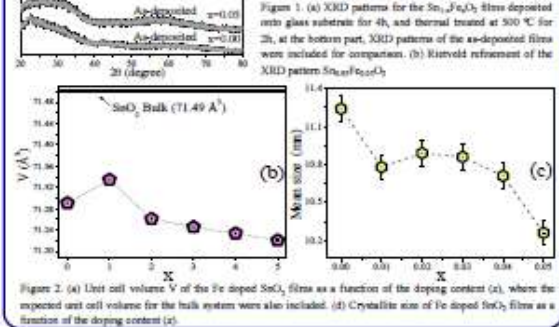 As-deposited x=0.05
As-deposited x=0.00
20 30 40 50 60 70 80
2θ (degree)
Figure 1. (a) XRD patterns for the Sn₁₋ₓFeₓO₂ films deposited
onto glass substrate for 4h, and thermal treated at 500 °C for
2h, at the bottom part, XRD patterns of the as-deposited films
were included for comparison. (b) Rietveld refinement of the
XRD pattern Sn₀.₉₅Fe₀.₀₅O₂
SnO₂ Bulk (71.49 Å³)
V (Å³)
71.48
71.44
71.40
71.36
71.32
71.28
71.24
71.20
(b)
0 1 2 3 4 5
X
Mean size (nm)
11.4
11.1
10.8
10.5
10.2
(c)
0.00 0.01 0.02 0.03 0.04 0.05
X
Figure 2. (a) Unit cell volume V of the Fe doped SnO₂ films as a function of the doping content (x), where the
expected unit cell volume for the bulk system were also included. (d) Crystallite size of Fe doped SnO₂ films as a
function of the doping content (x).